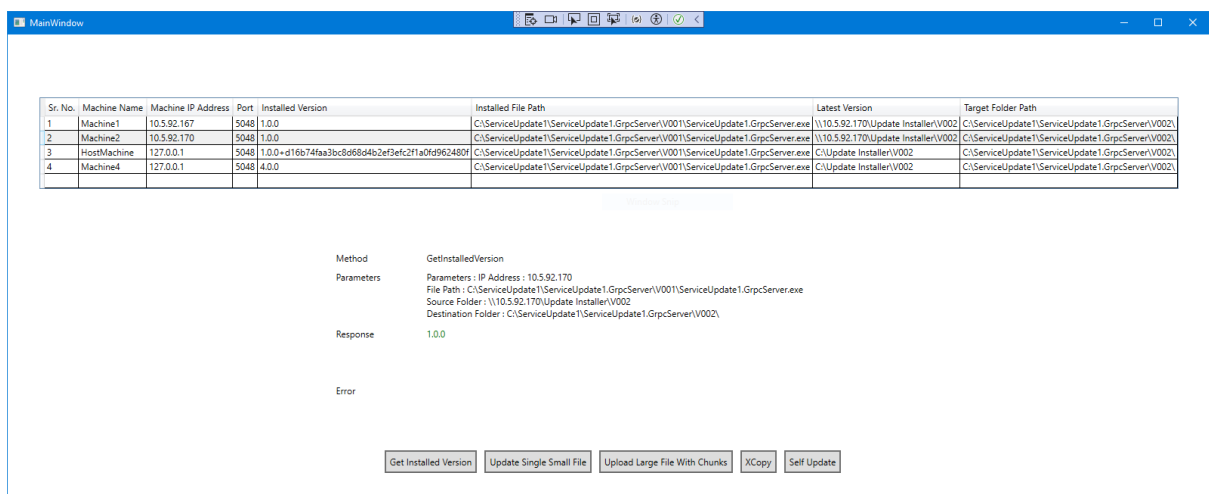 MainWindow
Sr. No. Machine Name Machine IP Address Port Installed Version Installed File Path Latest Version Target Folder Path
1 Machine1 10.5.92.167 5048 1.0.0 C:\ServiceUpdate1\ServiceUpdate1.GrpcServer\V001\ServiceUpdate1.GrpcServer.exe \\10.5.92.170\Update Installer\V002 C:\ServiceUpdate1\ServiceUpdate1.GrpcServer\V002\
2 Machine2 10.5.92.170 5048 1.0.0 C:\ServiceUpdate1\ServiceUpdate1.GrpcServer\V001\ServiceUpdate1.GrpcServer.exe \\10.5.92.170\Update Installer\V002 C:\ServiceUpdate1\ServiceUpdate1.GrpcServer\V002\
3 HostMachine 127.0.0.1 5048 1.0.0+d16b74faa3bc8d68d4b2ef3efc2f1a0fd962480f C:\ServiceUpdate1\ServiceUpdate1.GrpcServer\V001\ServiceUpdate1.GrpcServer.exe C:\Update Installer\V002 C:\ServiceUpdate1\ServiceUpdate1.GrpcServer\V002\
4 Machine4 127.0.0.1 5048 4.0.0 C:\ServiceUpdate1\ServiceUpdate1.GrpcServer\V001\ServiceUpdate1.GrpcServer.exe C:\Update Installer\V002 C:\ServiceUpdate1\ServiceUpdate1.GrpcServer\V002\
Method GetInstalledVersion
Parameters Parameters : IP Address : 10.5.92.170
File Path : C:\ServiceUpdate1\ServiceUpdate1.GrpcServer\V001\ServiceUpdate1.GrpcServer.exe
Source Folder : \\10.5.92.170\Update Installer\V002
Destination Folder : C:\ServiceUpdate1\ServiceUpdate1.GrpcServer\V002\
Response 1.0.0
Error
Get Installed Version Update Single Small File Upload Large File With Chunks XCopy Self Update